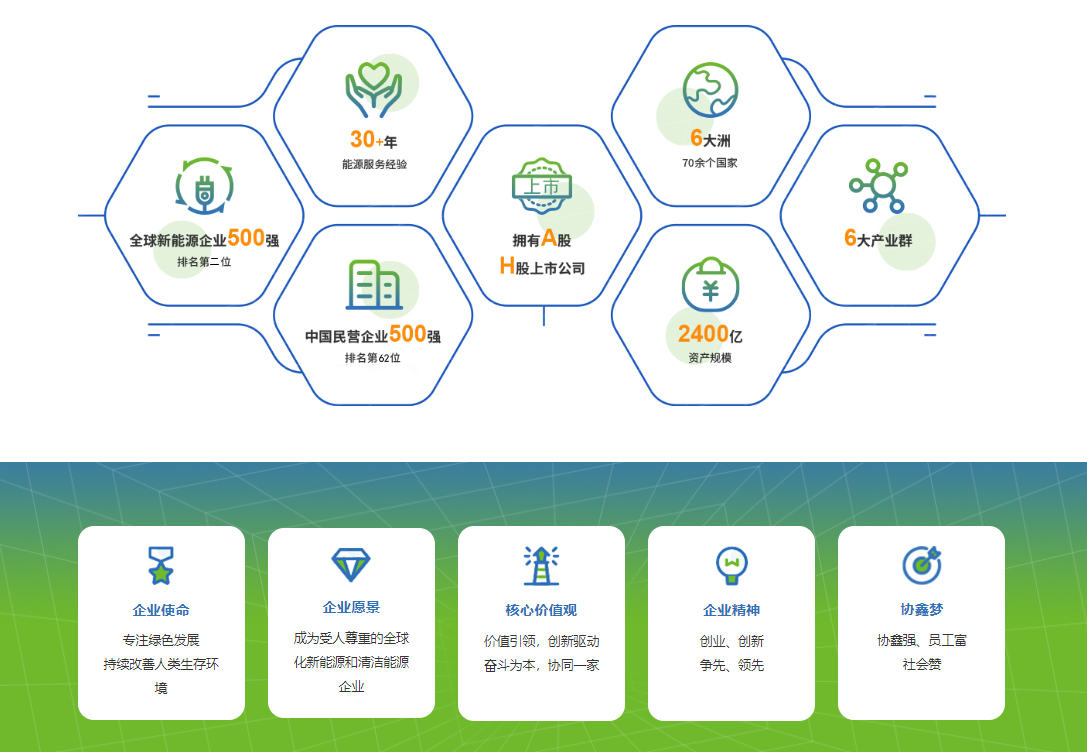 30+年
能源服务经验
6大洲
70余个国家
全球新能源企业500强
排名第二位
上市
拥有A股
H股上市公司
6大产业群
中国民营企业500强
排名第62位
¥
2400亿
资产规模
企业使命
专注绿色发展
持续改善人类生存环
境
企业愿景
成为受人尊重的全球
化新能源和清洁能源
企业
核心价值观
价值引领，创新驱动
奋斗为本，协同一家
企业精神
创业、创新
争先、领先
协鑫梦
协鑫强、员工富
社会赞